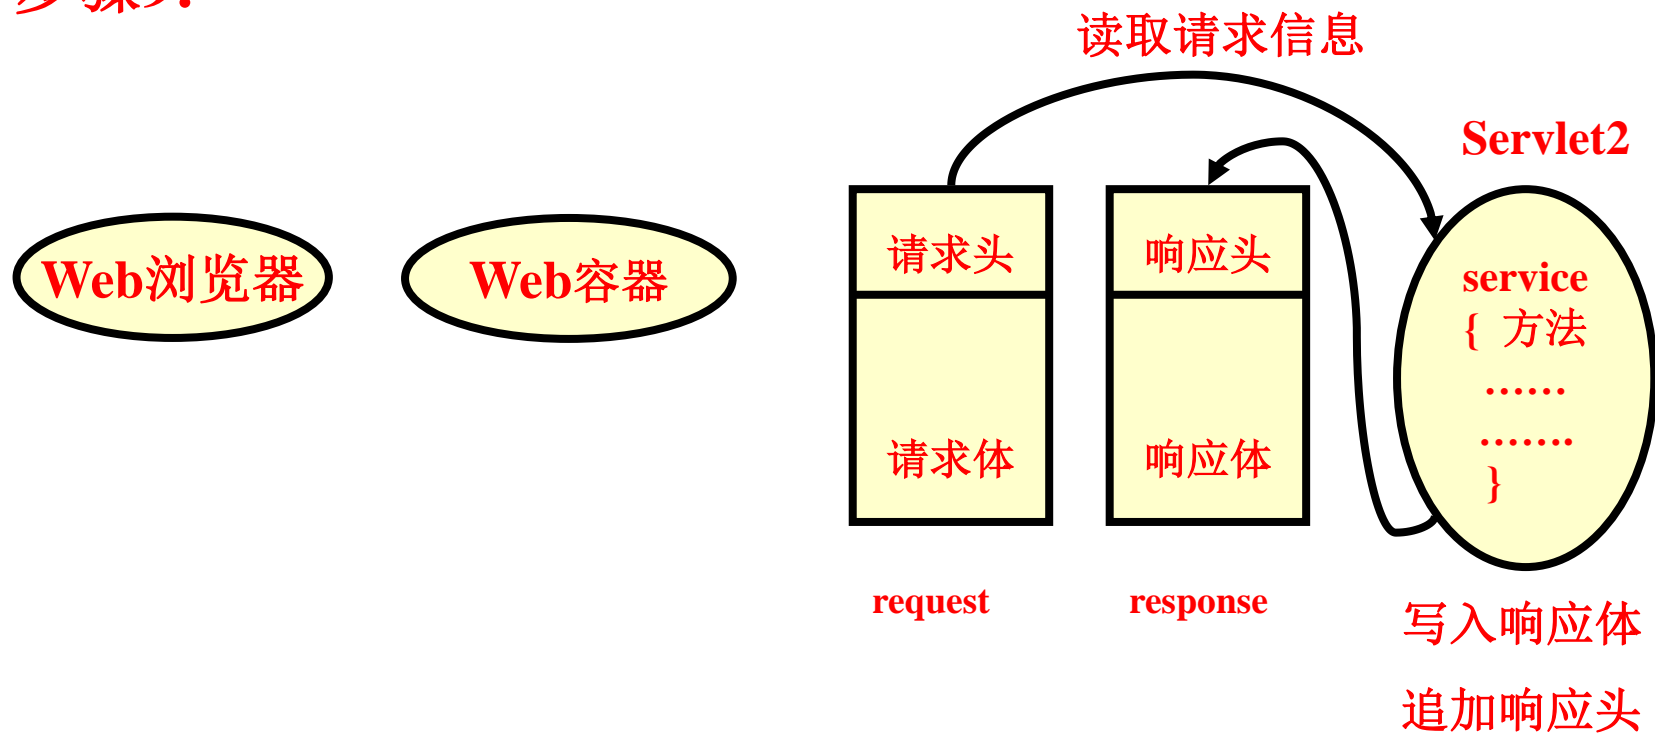 读取请求信息
Servlet2
Web浏览器
Web容器
请求头
响应头
service
{ 方法
……
…….
}
请求体
响应体
request
response
写入响应体
追加响应头